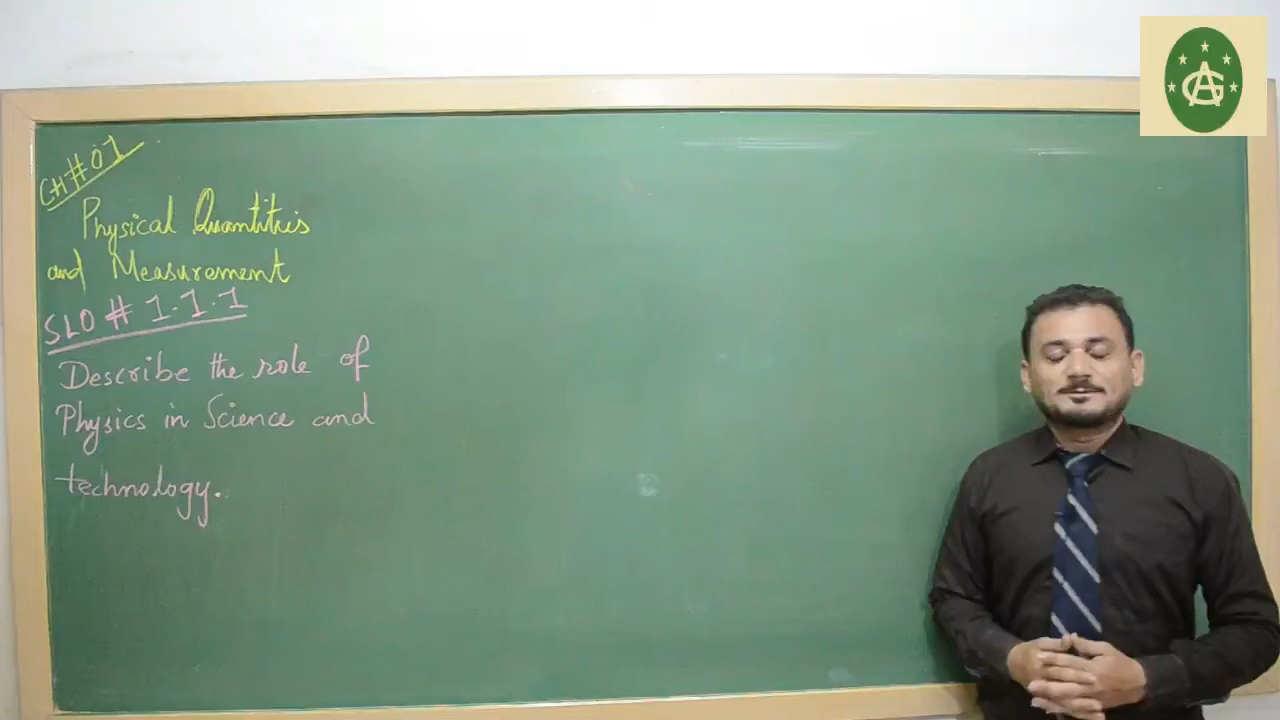 CH # 01
Physical Quantities
and Measurement
SLO # 1.1.1
Describe the role of
Physics in Science and
technology.
AG